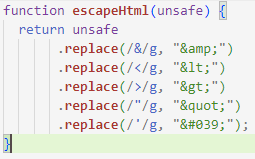 function escapeHtml(unsafe) {
  return unsafe
      .replace(/&/g, "&amp;")
      .replace(/</g, "&lt;")
      .replace(/>/g, "&gt;")
      .replace(/"/g, "&quot;")
      .replace(/'/g, "&#039;");
}